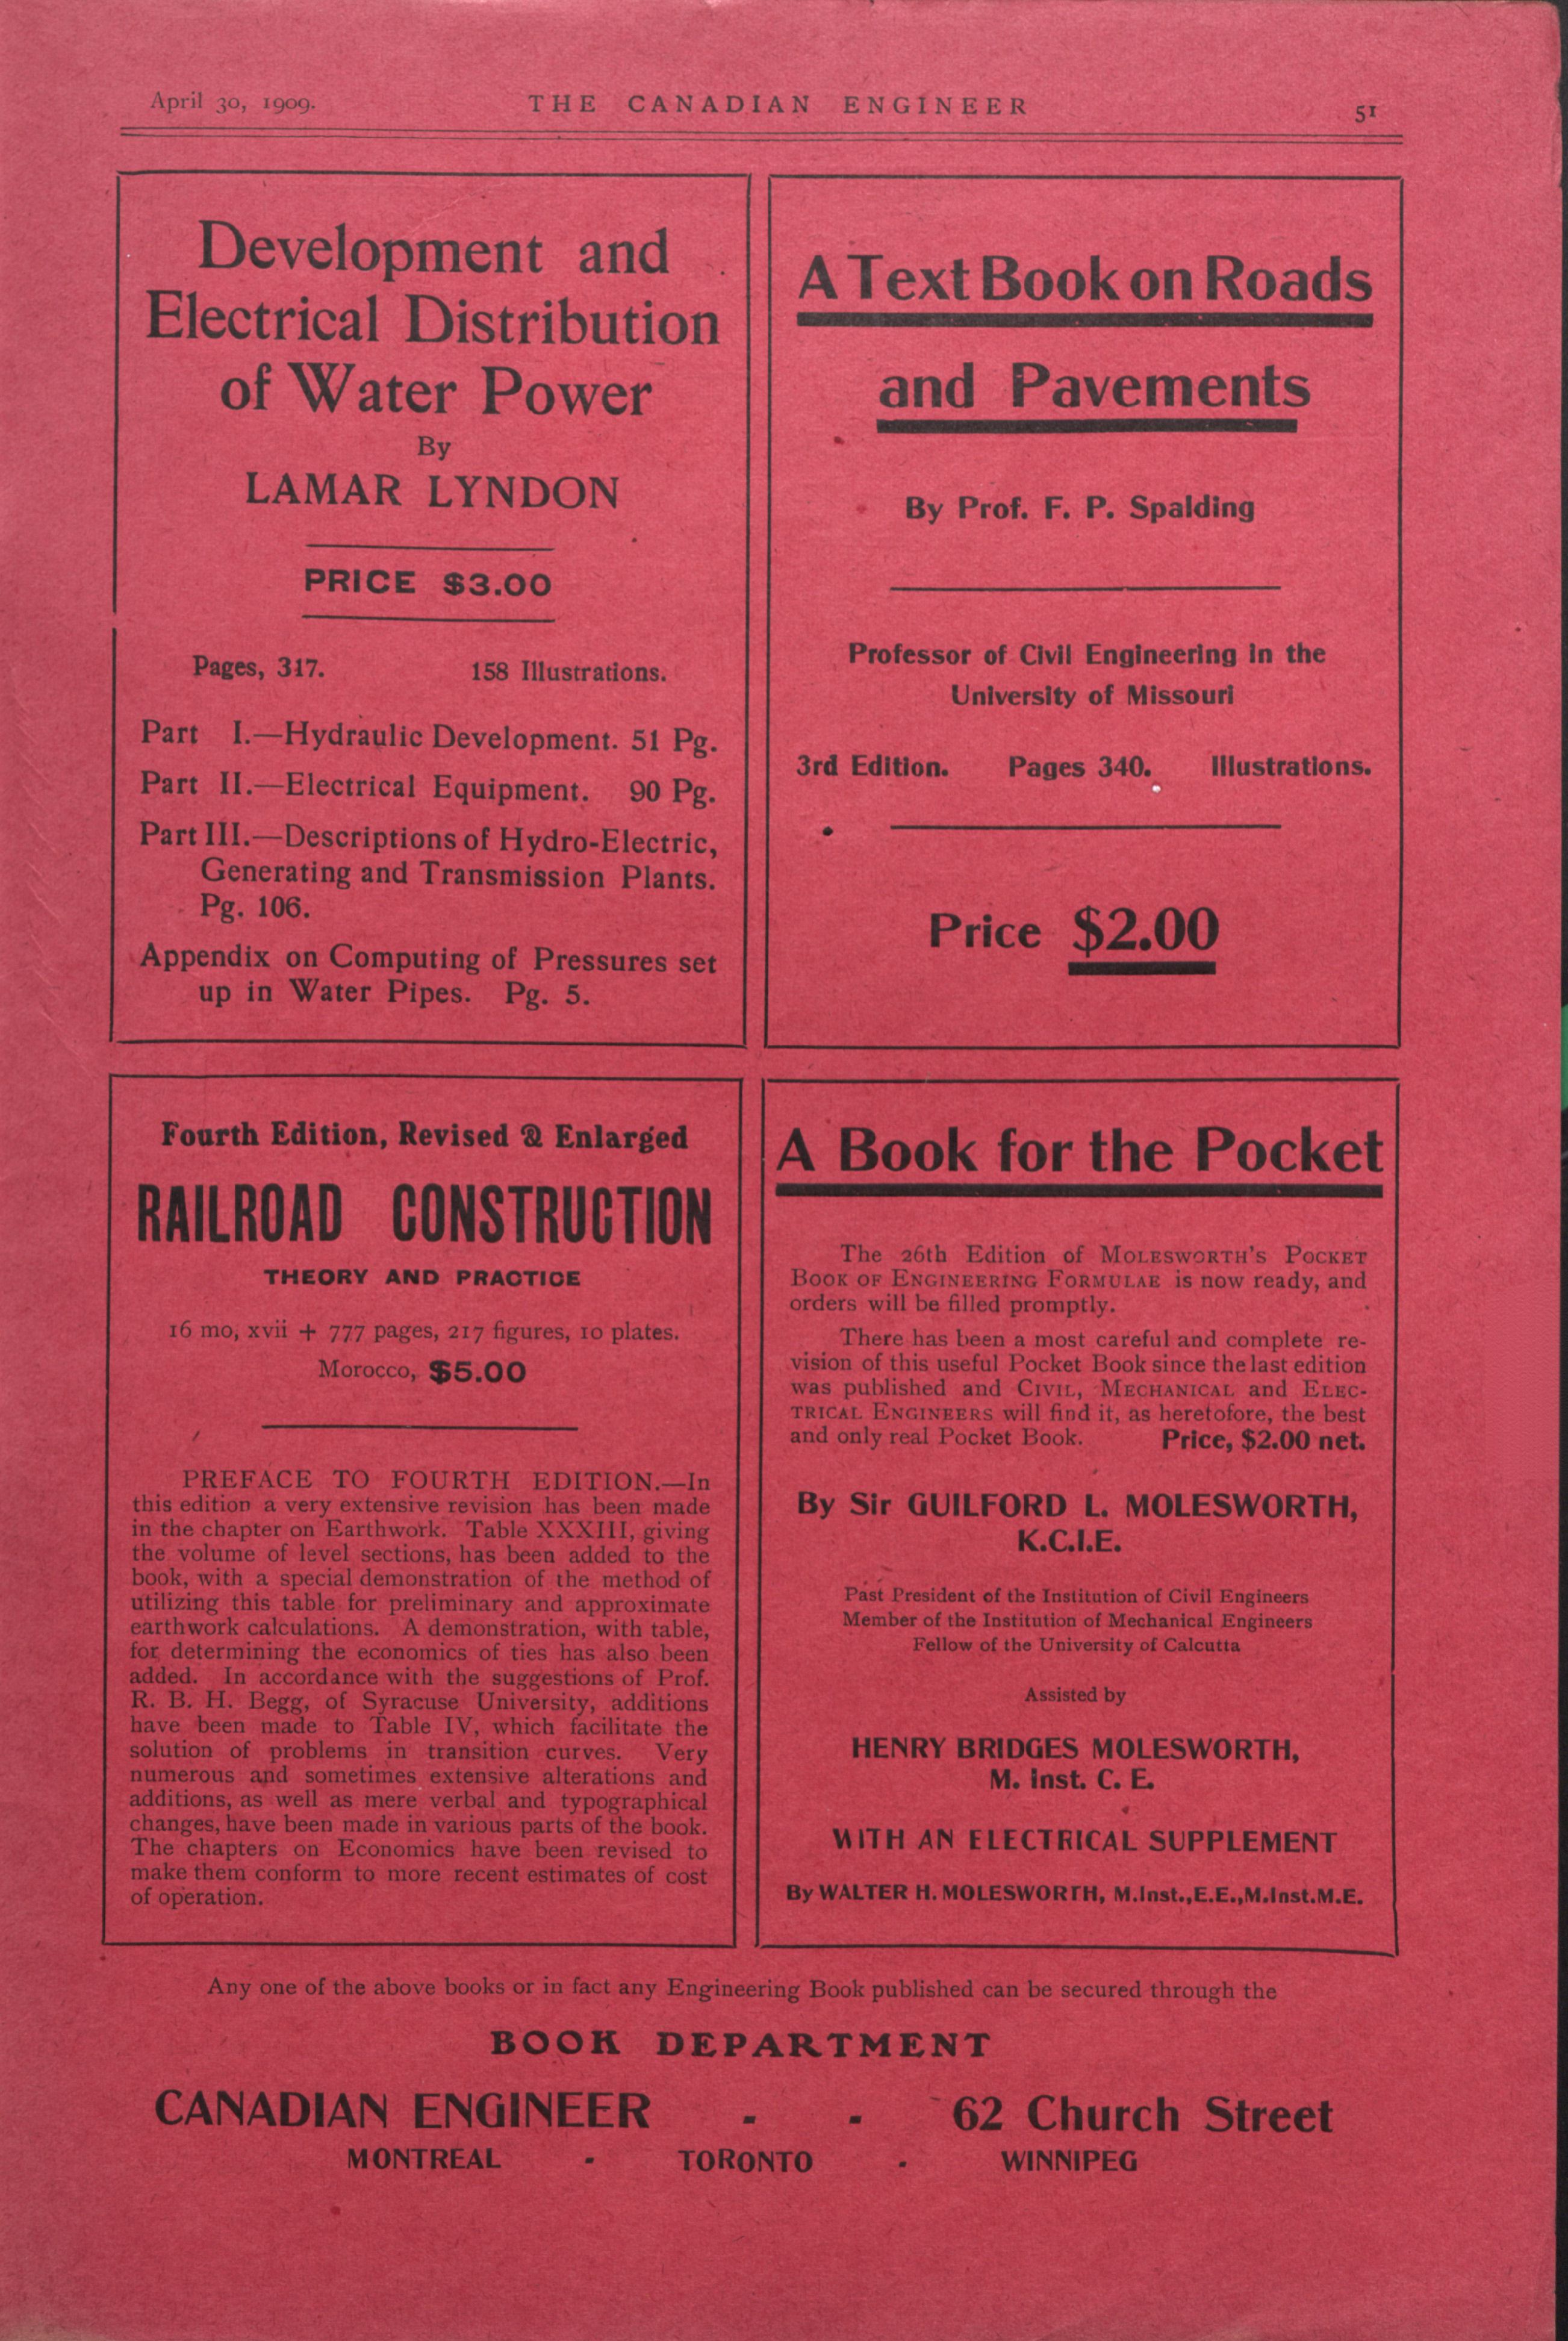 April 30, 1909.
THE CANADIAN ENGINEER
51
Development and
Electrical Distribution
of Water Power
By
LAMAR LYNDON
PRICE $3.00
Pages, 317. 158 Illustrations.
Part I.—Hydraulic Development. 51 Pg.
Part II.—Electrical Equipment. 90 Pg.
Part III.—Descriptions of Hydro-Electric,
Generating and Transmission Plants.
Pg. 106.
Appendix on Computing of Pressures set
up in Water Pipes. Pg. 5.
A Text Book on Roads
and Pavements
By Prof. F. P. Spalding
Professor of Civil Engineering in the
University of Missouri
3rd Edition. Pages 340. Illustrations.
Price $2.00
Fourth Edition, Revised & Enlarged
RAILROAD CONSTRUCTION
THEORY AND PRACTICE
16 mo, xvii + 777 pages, 217 figures, 10 plates.
Morocco, $5.00
PREFACE TO FOURTH EDITION.—In
this edition a very extensive revision has been made
in the chapter on Earthwork. Table XXXIII, giving
the volume of level sections, has been added to the
book, with a special demonstration of the method of
utilizing this table for preliminary and approximate
earthwork calculations. A demonstration, with table,
for determining the economics of ties has also been
added. In accordance with the suggestions of Prof.
R. B. H. Begg, of Syracuse University, additions
have been made to Table IV, which facilitate the
solution of problems in transition curves. Very
numerous and sometimes extensive alterations and
additions, as well as mere verbal and typographical
changes, have been made in various parts of the book.
The chapters on Economics have been revised to
make them conform to more recent estimates of cost
of operation.
A Book for the Pocket
The 26th Edition of MOLESWORTH'S POCKET
BOOK OF ENGINEERING FORMULAE is now ready, and
orders will be filled promptly.
There has been a most careful and complete re-
vision of this useful Pocket Book since the last edition
was published and CIVIL, MECHANICAL and ELEC-
TRICAL ENGINEERS will find it, as heretofore, the best
and only real Pocket Book. Price, $2.00 net.
By Sir GUILFORD L. MOLESWORTH,
K.C.I.E.
Past President of the Institution of Civil Engineers
Member of the Institution of Mechanical Engineers
Fellow of the University of Calcutta
Assisted by
HENRY BRIDGES MOLESWORTH,
M. Inst. C. E.
WITH AN ELECTRICAL SUPPLEMENT
By WALTER H. MOLESWORTH, M.Inst.,E.E.,M.Inst.M.E.
Any one of the above books or in fact any Engineering Book published can be secured through the
BOOK DEPARTMENT
CANADIAN ENGINEER - - 62 Church Street
MONTREAL - TORONTO - WINNIPEG